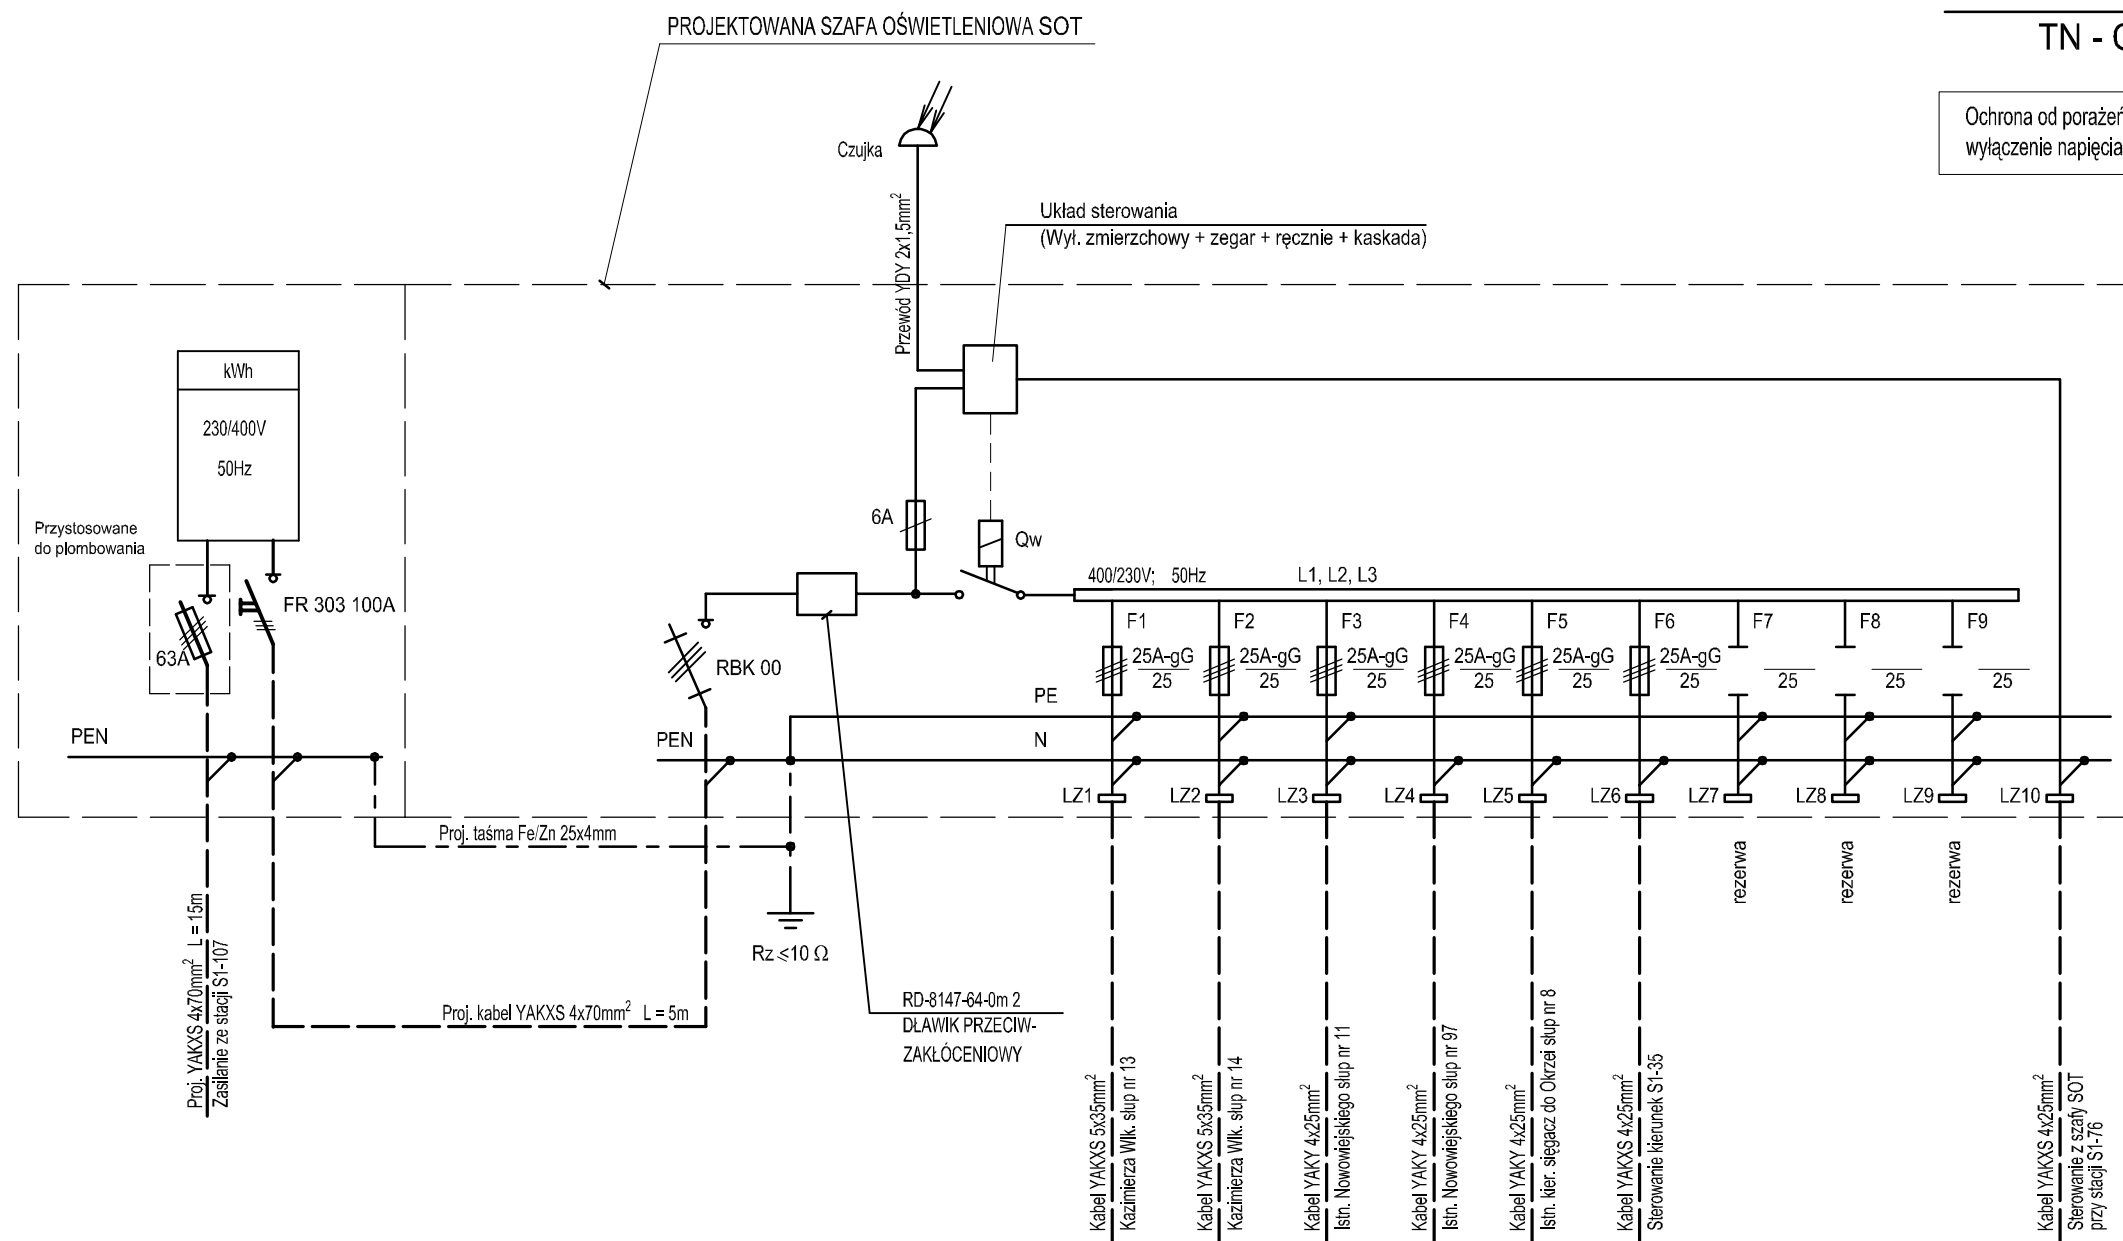 PROJEKTOWANA SZAFA OŚWIETLENIOWA SOT
TN - C
Ochrona od porażeń
wyłączenie napięcia
Czujka
Przewód YDY 2x1,5mm²
Układ sterowania
(Wył. zmierzchowy + zegar + ręcznie + kaskada)
kWh
230/400V
50Hz
Przystosowane
do plombowania
63A
FR 303 100A
PEN
6A
Qw
RBK 00
PEN
400/230V; 50Hz
L1, L2, L3
F1
F2
F3
F4
F5
F6
F7
F8
F9
25A-gG
25
25A-gG
25
25A-gG
25
25A-gG
25
25A-gG
25
25A-gG
25
25
25
25
PE
N
LZ1
LZ2
LZ3
LZ4
LZ5
LZ6
LZ7
LZ8
LZ9
LZ10
Proj. taśma Fe/Zn 25x4mm
Rz ≤10 Ω
rezerwa
rezerwa
rezerwa
Proj. YAKXS 4x70mm² L = 15m
Zasilanie ze stacji S1-107
Proj. kabel YAKXS 4x70mm² L = 5m
RD-8147-64-0m 2
DŁAWIK PRZECIW-
ZAKŁÓCENIOWY
Kabel YAKXS 5x35mm²
Kazimierza Wlk. słup nr 13
Kabel YAKXS 5x35mm²
Kazimierza Wlk. słup nr 14
Kabel YAKY 4x25mm²
Istn. Nowowiejskiego słup nr 11
Kabel YAKY 4x25mm²
Istn. Nowowiejskiego słup nr 97
Kabel YAKY 4x25mm²
Istn. kier. sięgacz do Okrzei słup nr 8
Kabel YAKXS 4x25mm²
Sterowanie kierunek S1-35
Kabel YAKXS 4x25mm²
Sterowanie z szafy SOT
przy stacji S1-76